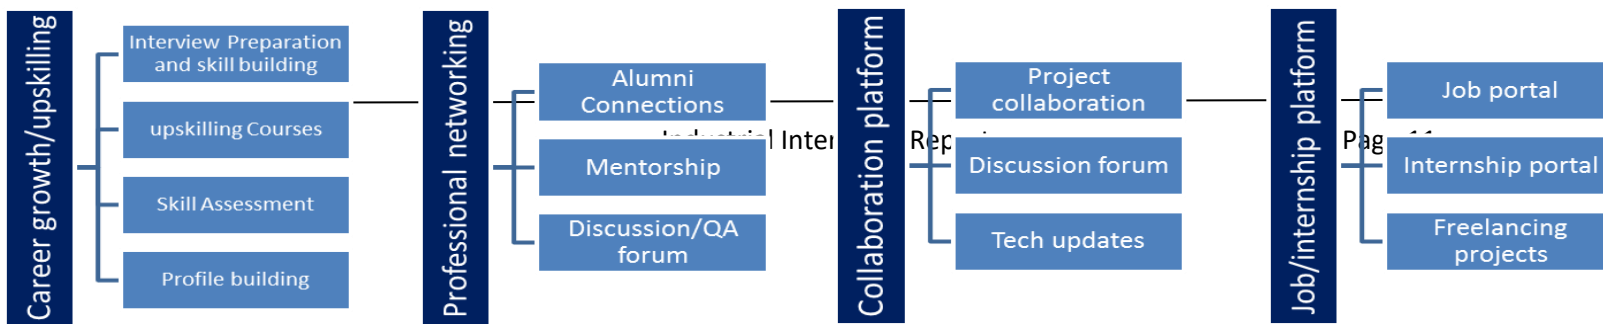 Career growth/upskilling
Interview Preparation
and skill building
upskilling Courses
Skill Assessment
Profile building
Professional networking
Alumni
Connections
Mentorship
Discussion/QA
forum
Collaboration platform
Project
collaboration
Discussion forum
Tech updates
Job/internship platform
Job portal
Internship portal
Freelancing
projects